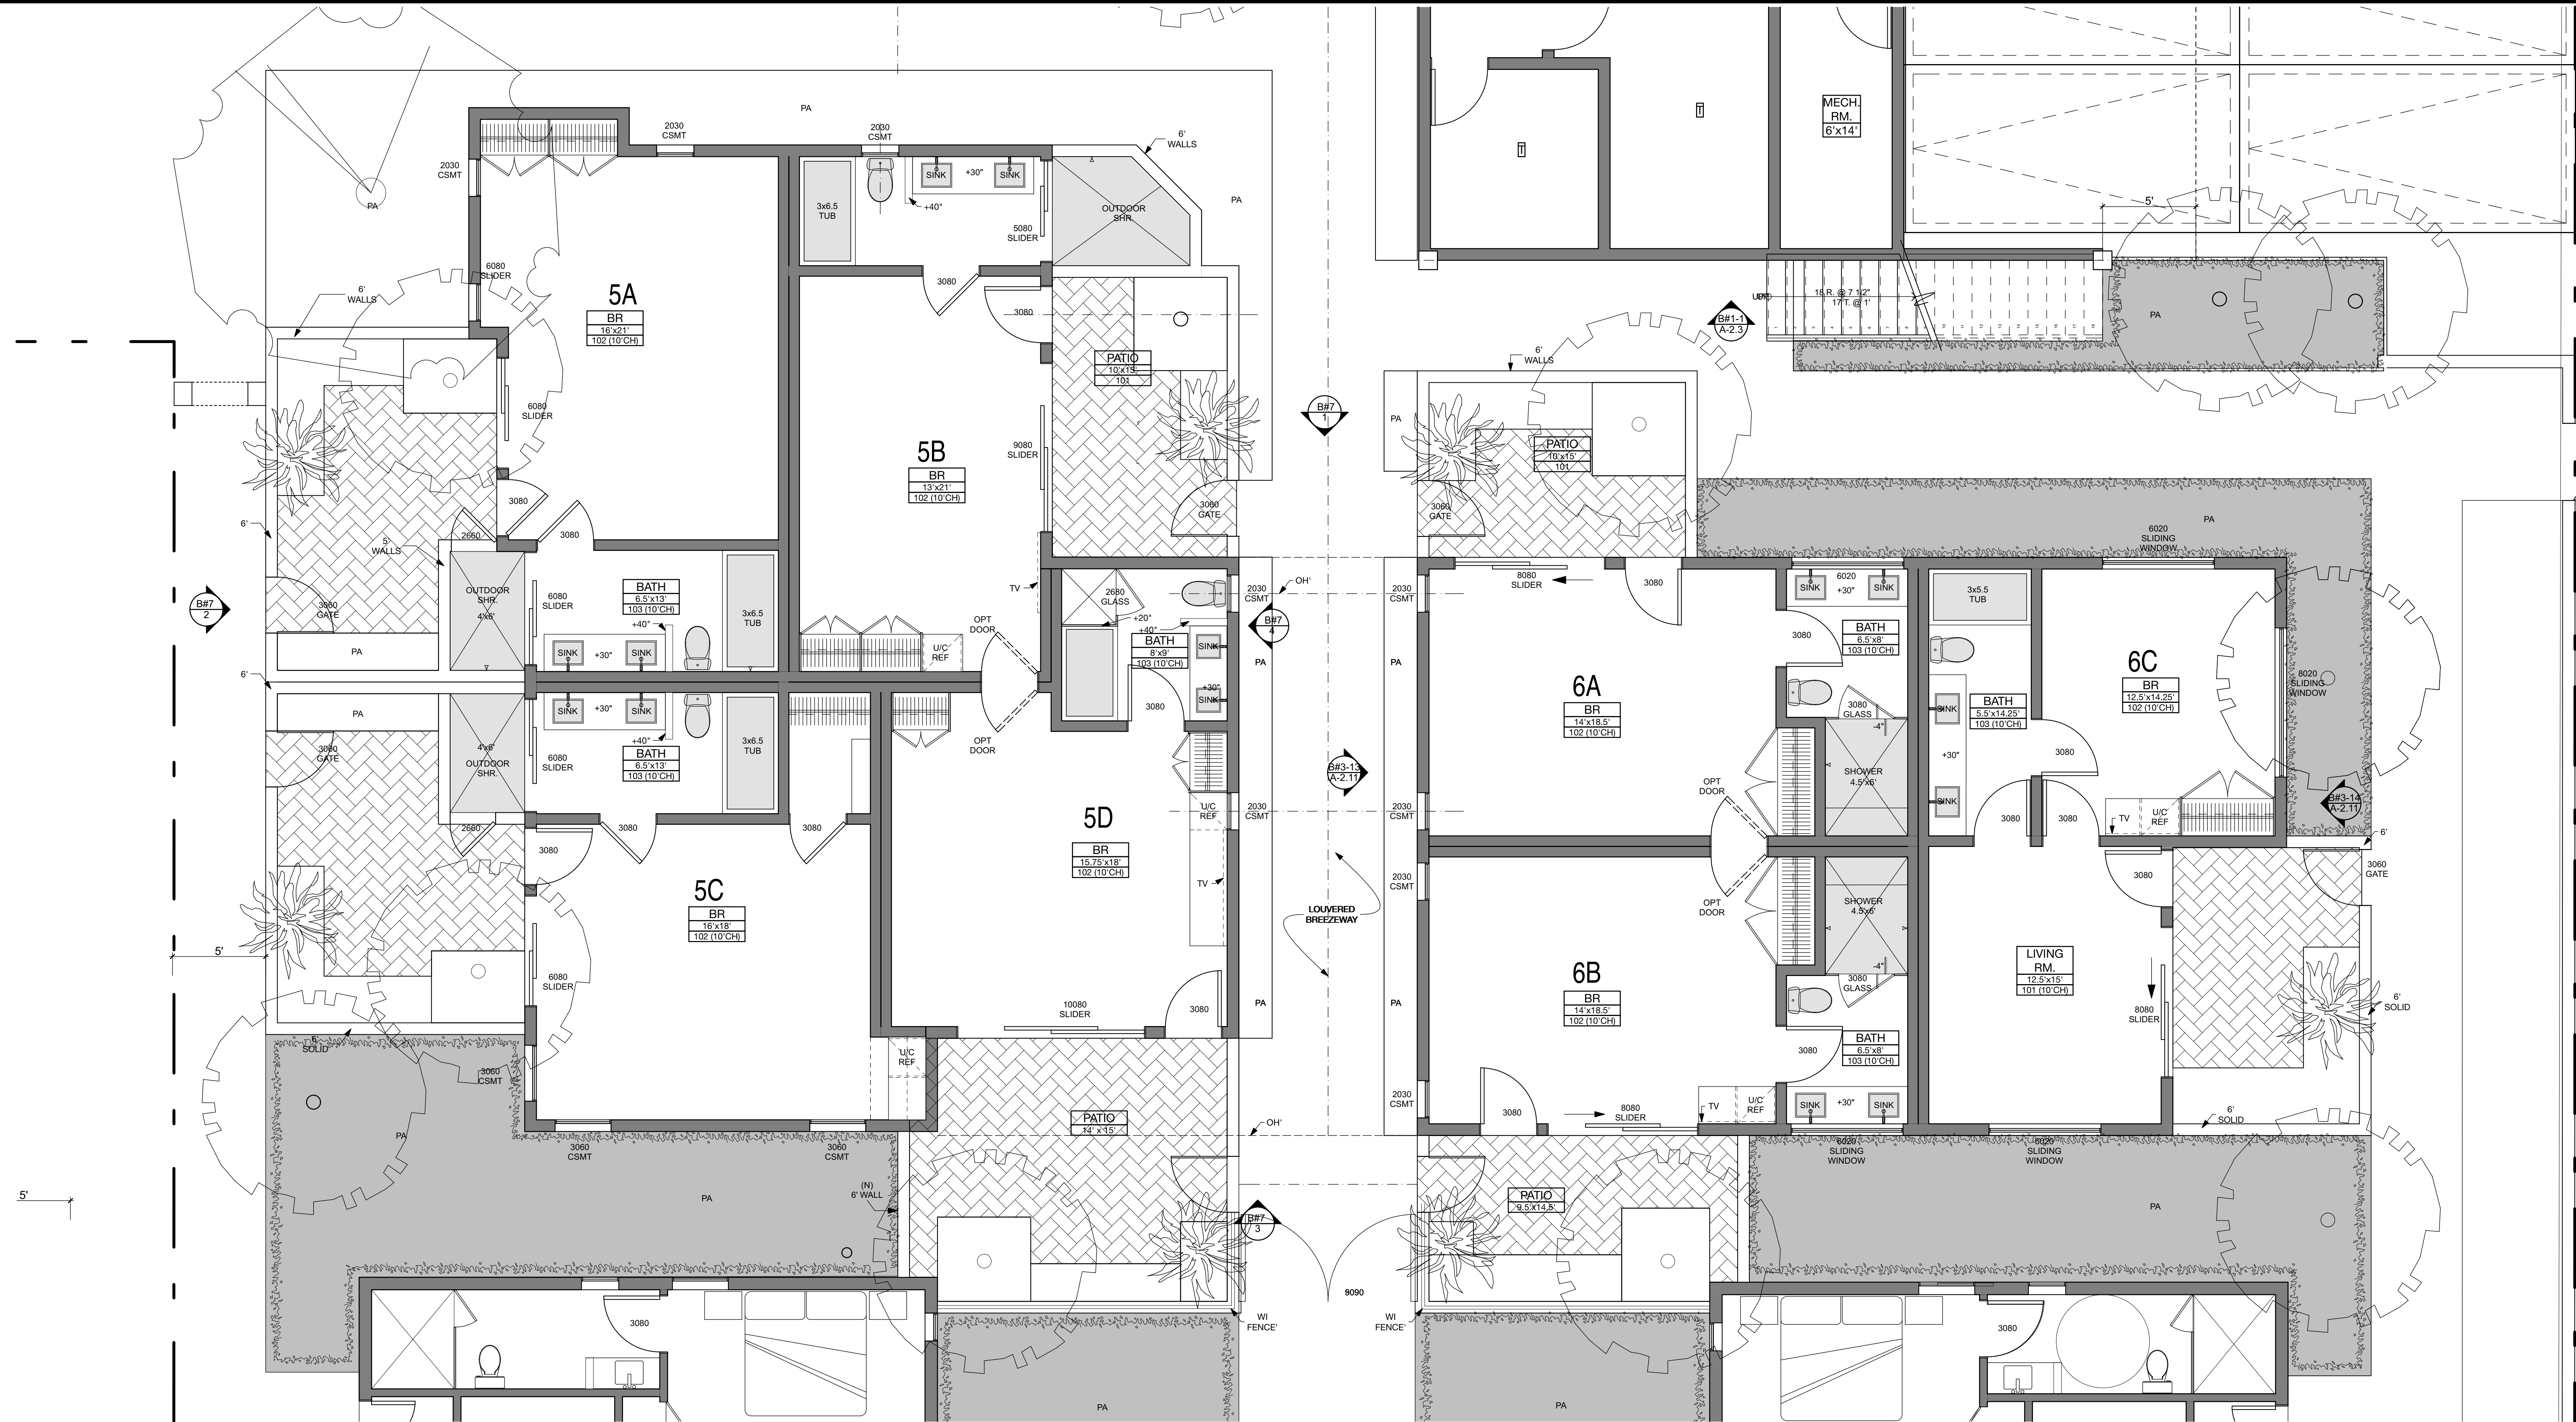 PA
2030
CSMT
2030
CSMT
2030
CSMT
6'
WALLS
PA
PA
3x6.5
TUB
SINK
+30"
SINK
+40"
5080
SLIDER
OUTDOOR
SHR.
6080
SLIDER
6'
WALLS
5A
BR
16'x21'
102 (10'CH)
3080
3080
PATIO
10'x15'
101
6080
SLIDER
5B
BR
13'x21'
102 (10'CH)
9080
SLIDER
3060
GATE
3080
3080
2660
6'
5'
WALLS
B#7
2
3060
GATE
PA
OUTDOOR
SHR.
4'x6'
6080
SLIDER
BATH
6.5'x13'
103 (10'CH)
+40"
SINK
+30"
SINK
3x6.5
TUB
TV
OPT
DOOR
U/C
REF
2680
GLASS
+20"
+40"
BATH
8'x9'
103 (10'CH)
SINK
+30"
SINK
3080
2030
CSMT
OH'
B#7
4
PA
6'
PA
3060
GATE
4'x6'
OUTDOOR
SHR.
2660
6080
SLIDER
SINK
+30"
SINK
+40"
BATH
6.5'x13'
103 (10'CH)
3x6.5
TUB
3080
3080
3080
OPT
DOOR
5C
BR
16'x18'
102 (10'CH)
6080
SLIDER
5D
BR
15.75'x18'
102 (10'CH)
U/C
REF
2030
CSMT
TV
10080
SLIDER
3080
PA
U/C
REF
5'
6'
SOLID
3060
CSMT
3060
CSMT
3060
CSMT
PA
PA
5'
(N)
6' WALL
PATIO
14' x 15'
OH'
B#7
3
WI
FENCE'
3080
PA
MECH.
RM.
6'x14'
T
T
5'
UP
18 R. @ 7 1/2"
17 T. @ 1'
PA
B#1-1
A-2.3
B#7
1
6'
WALLS
PA
PATIO
10'x15'
101
3060
GATE
PA
6020
SLIDING
WINDOW
2030
CSMT
8080
SLIDER
3080
SINK
6020
+30"
SINK
3080
BATH
6.5'x8'
103 (10'CH)
3x6.5
TUB
PA
6A
BR
14'x18.5'
102 (10'CH)
3080
GLASS
-4"
SHOWER
4.5'x6'
SINK
BATH
5.5'x14.25'
103 (10'CH)
+30"
SINK
6C
BR
12.5'x14.25'
102 (10'CH)
8020
SLIDING
WINDOW
3080
B#3-13
A-2.11
B#3-14
A-2.11
2030
CSMT
OPT
DOOR
3080
3080
TV
U/C
REF
6'
2030
CSMT
OPT
DOOR
SHOWER
4.5'x6'
3080
3060
GATE
LOUVERED
BREEZEWAY
6B
BR
14'x18.5'
102 (10'CH)
-4"
3080
GLASS
LIVING
RM.
12.5'x15'
101 (10'CH)
8080
SLIDER
6'
SOLID
PA
3080
BATH
6.5'x8'
103 (10'CH)
2030
CSMT
3080
8080
SLIDER
TV
U/C
REF
SINK
+30"
SINK
6'
SOLID
6020
SLIDING
WINDOW
6020
SLIDING
WINDOW
PATIO
9.5'x14.5'
PA
9090
WI
FENCE'
3080
PA